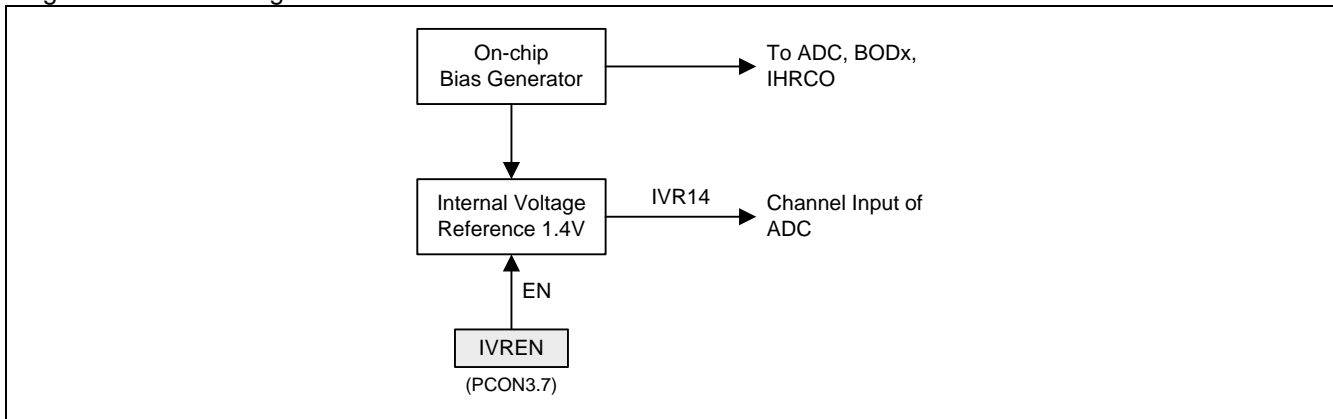 On-chip
Bias Generator
To ADC, BODx,
IHRCO
Internal Voltage
Reference 1.4V
IVR14
Channel Input of
ADC
EN
IVREN
(PCON3.7)